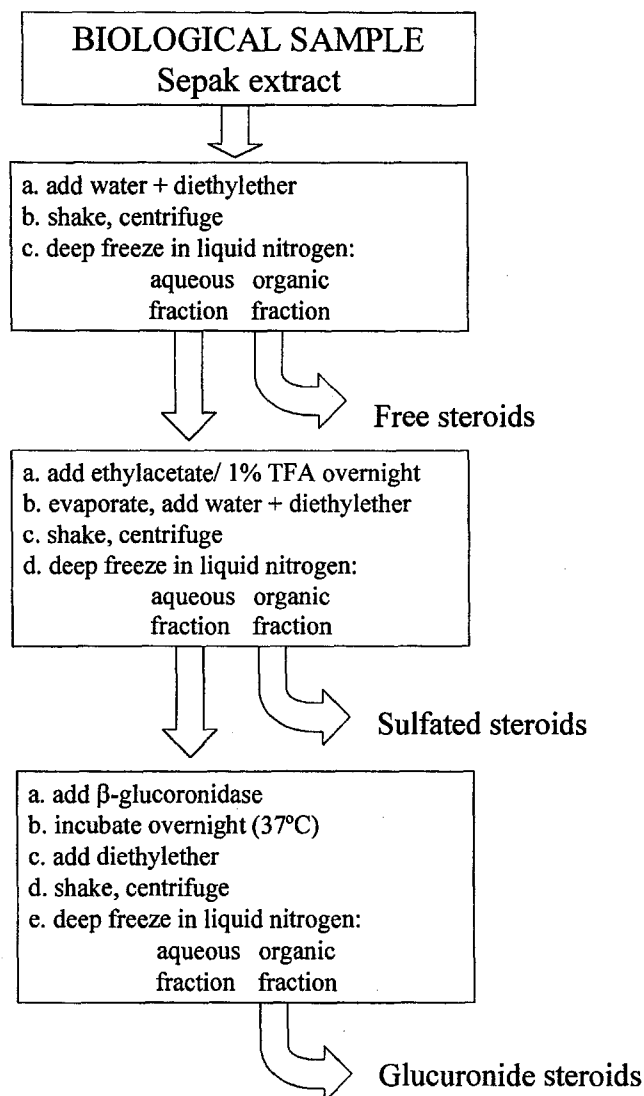 BIOLOGICAL SAMPLE
Sepak extract
a. add water + diethylether
b. shake, centrifuge
c. deep freeze in liquid nitrogen:
aqueous organic
fraction fraction
Free steroids
a. add ethylacetate/ 1% TFA overnight
b. evaporate, add water + diethylether
c. shake, centrifuge
d. deep freeze in liquid nitrogen:
aqueous organic
fraction fraction
Sulfated steroids
a. add β-glucoronidase
b. incubate overnight (37ºC)
c. add diethylether
d. shake, centrifuge
e. deep freeze in liquid nitrogen:
aqueous organic
fraction fraction
Glucuronide steroids